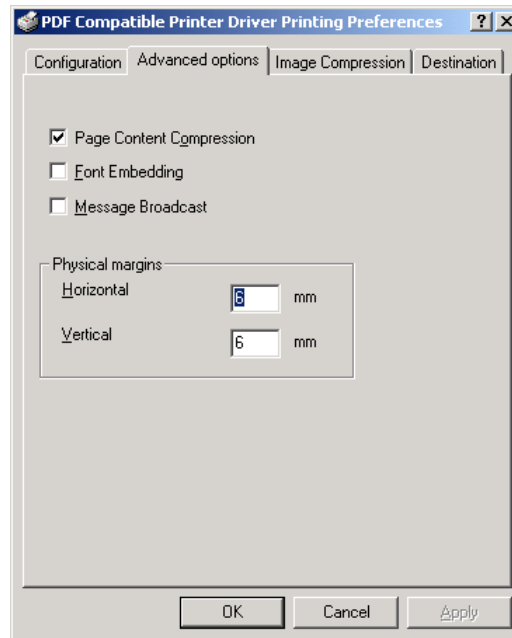 PDF Compatible Printer Driver Printing Preferences
Configuration Advanced options Image Compression Destination
Page Content Compression
Font Embedding
Message Broadcast
Physical margins
Horizontal 6 mm
Vertical 6 mm
OK Cancel Apply